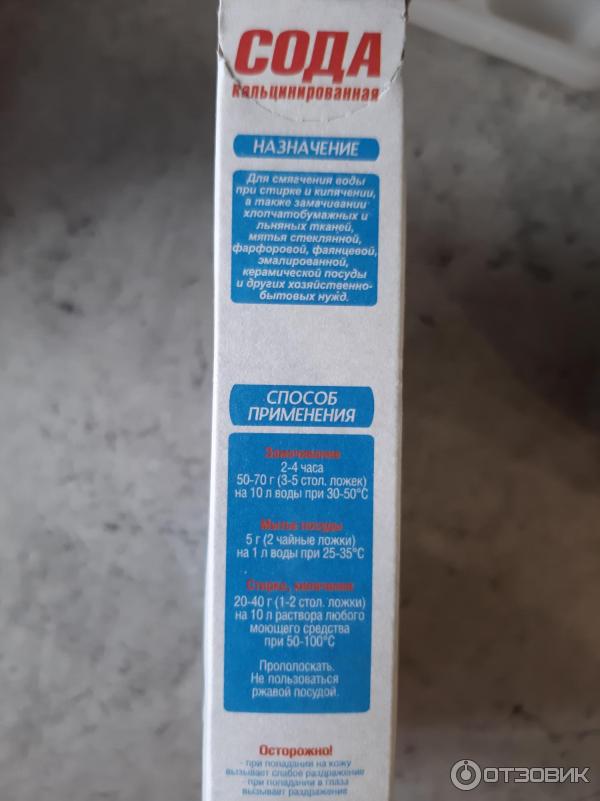 СОДА
кальцинированная
НАЗНАЧЕНИЕ
Для смягчения воды
при стирке и кипячении,
а также замачивании
хлопчатобумажных и
льняных тканей,
мытья стеклянной,
фарфоровой, фаянцевой,
эмалированной,
керамической посуды
и других хозяйственно-
бытовых нужд.
СПОСОБ
ПРИМЕНЕНИЯ
Замачивание
2-4 часа
50-70 г (3-5 стол. ложек)
на 10 л воды при 30-50°С
Мытье посуды
5 г (2 чайные ложки)
на 1 л воды при 25-35°С
Стирка, кипячение
20-40 г (1-2 стол. ложки)
на 10 л раствора любого
моющего средства
при 50-100°С
Прополоскать.
Не пользоваться
ржавой посудой.
Осторожно!
- при попадании на кожу
вызывает слабое раздражение
- при попадании в глаза
вызывает раздражение
ОТЗОВИК